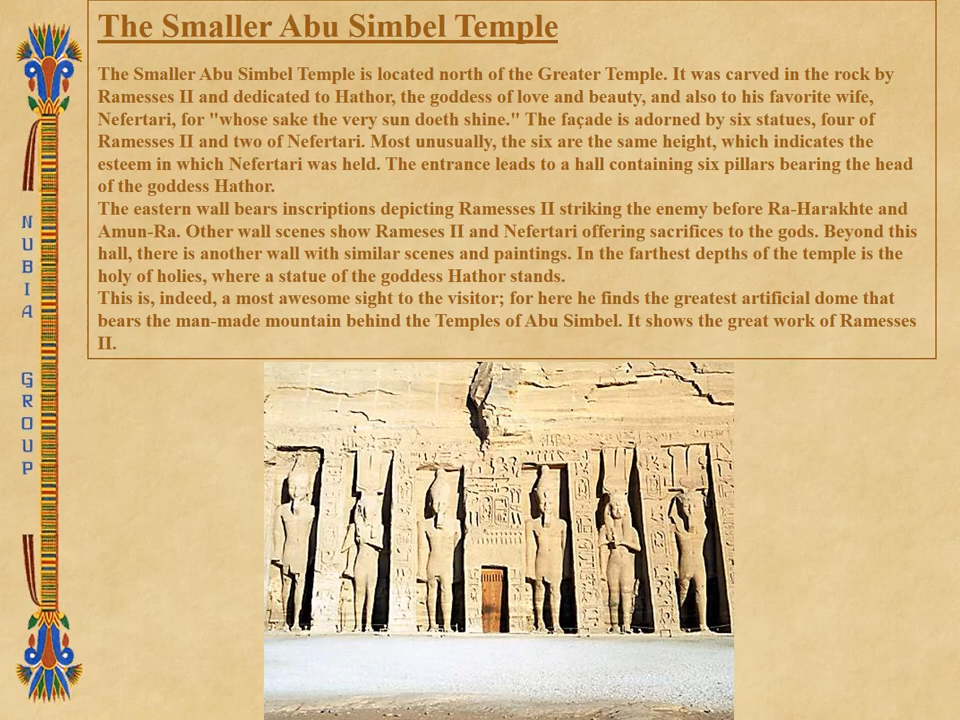 The Smaller Abu Simbel Temple
The Smaller Abu Simbel Temple is located north of the Greater Temple. It was carved in the rock by
Ramesses II and dedicated to Hathor, the goddess of love and beauty, and also to his favorite wife,
Nefertari, for "whose sake the very sun doeth shine." The façade is adorned by six statues, four of
Ramesses II and two of Nefertari. Most unusually, the six are the same height, which indicates the
esteem in which Nefertari was held. The entrance leads to a hall containing six pillars bearing the head
of the goddess Hathor.
The eastern wall bears inscriptions depicting Ramesses II striking the enemy before Ra-Harakhte and
Amun-Ra. Other wall scenes show Rameses II and Nefertari offering sacrifices to the gods. Beyond this
hall, there is another wall with similar scenes and paintings. In the farthest depths of the temple is the
holy of holies, where a statue of the goddess Hathor stands.
This is, indeed, a most awesome sight to the visitor; for here he finds the greatest artificial dome that
bears the man-made mountain behind the Temples of Abu Simbel. It shows the great work of Ramesses
II.
NUBIA GROUP